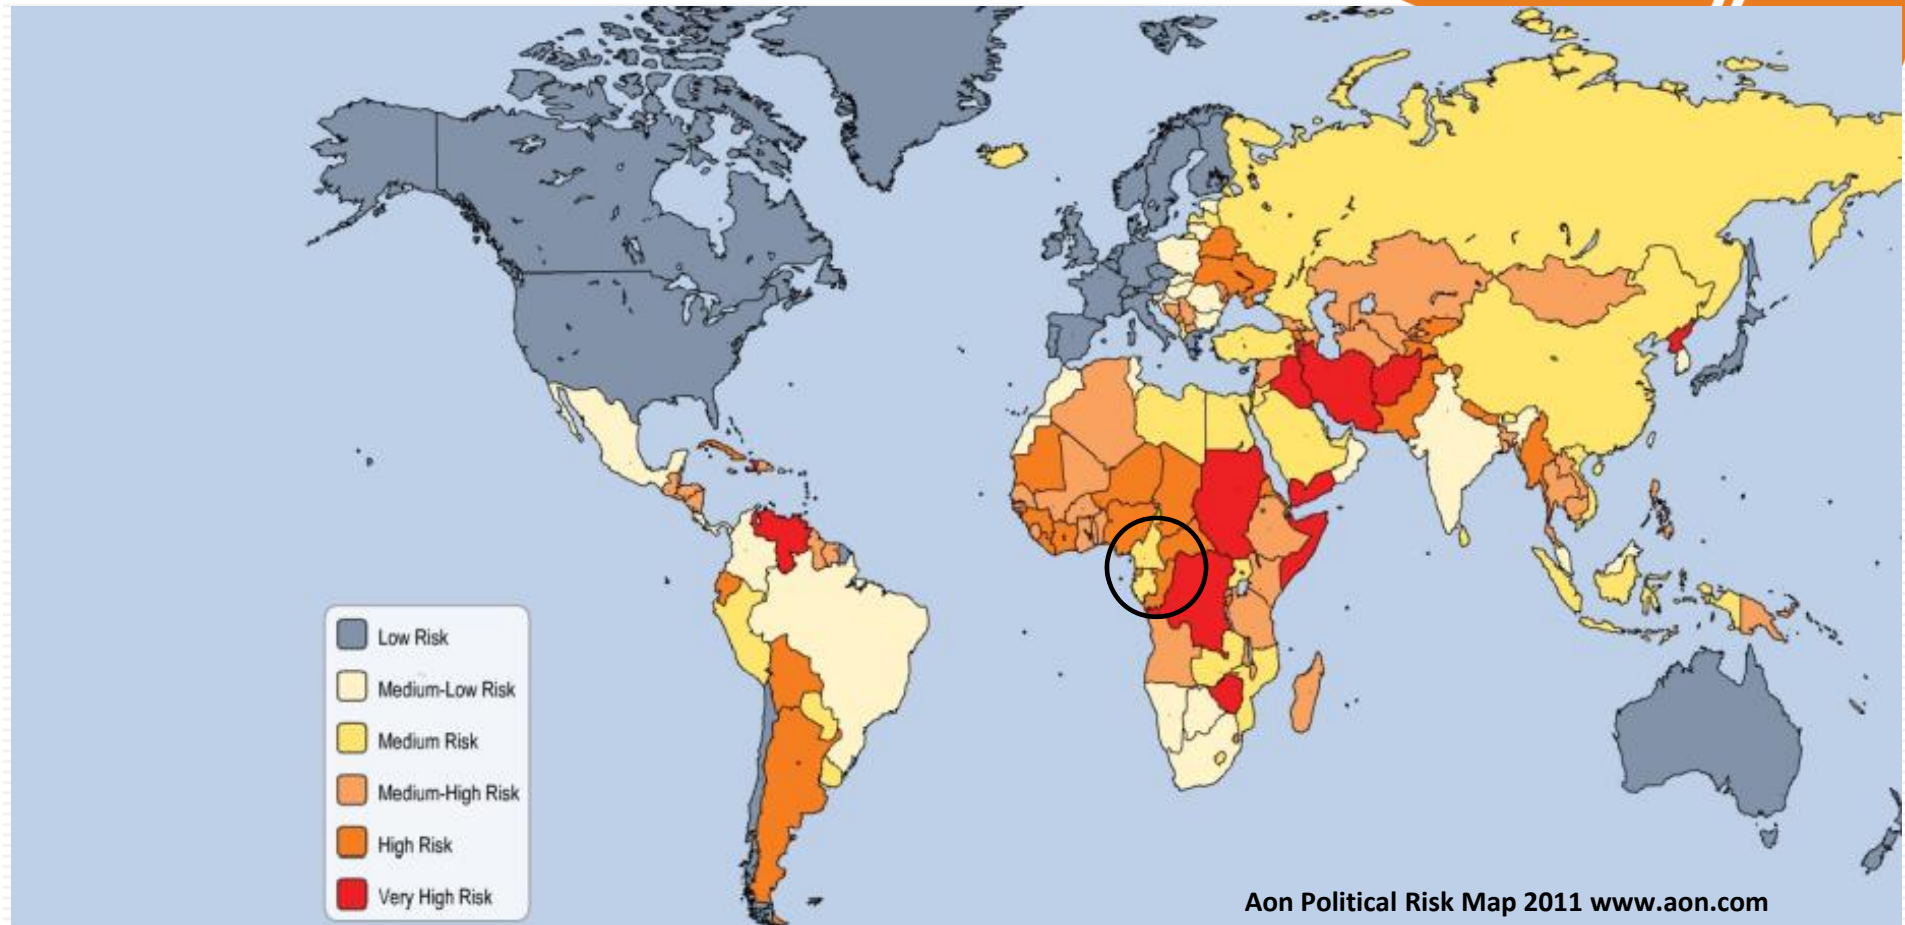 Low Risk
Medium-Low Risk
Medium Risk
Medium-High Risk
High Risk
Very High Risk
Aon Political Risk Map 2011 www.aon.com